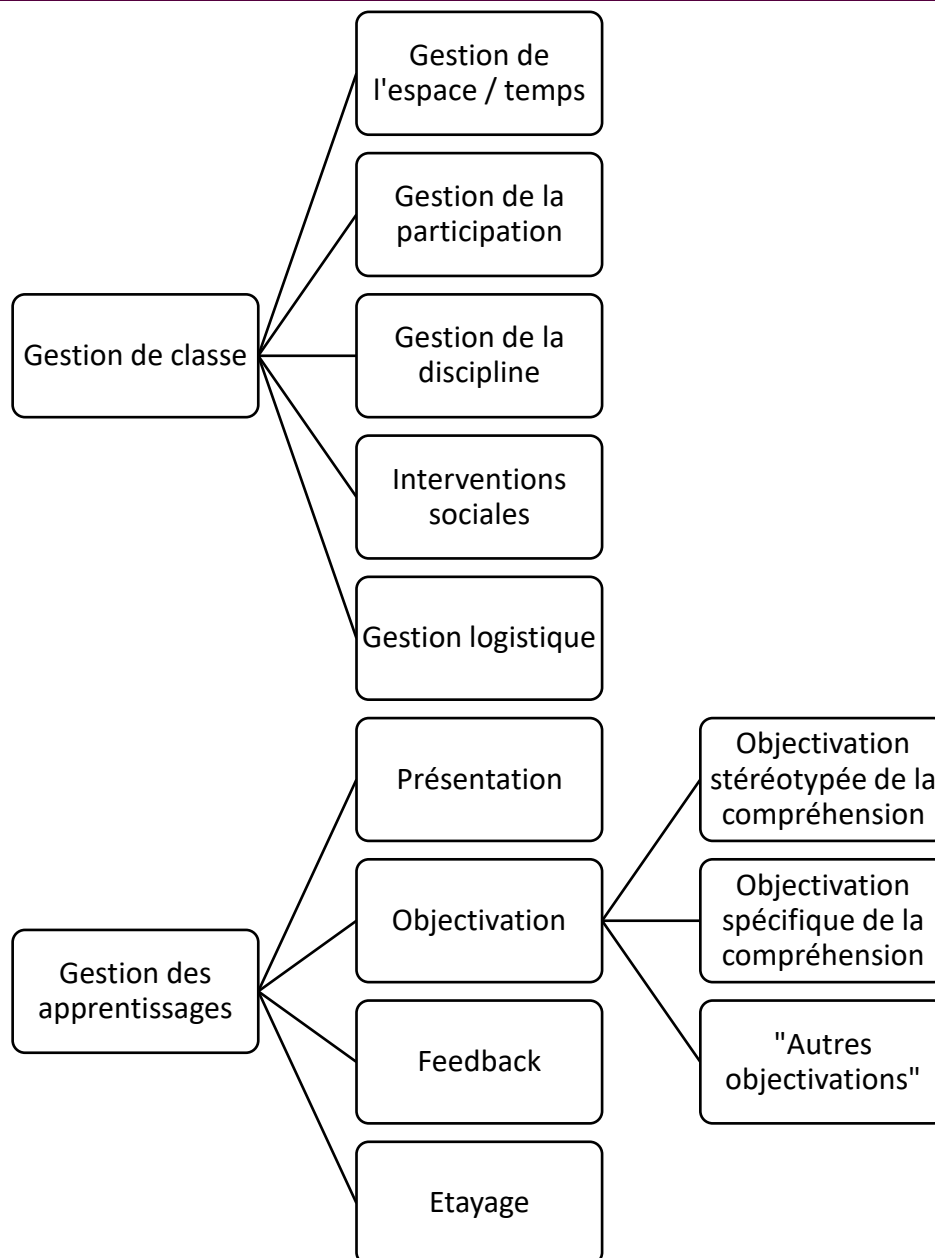 Gestion de
l'espace / temps
Gestion de la
participation
Gestion de classe
Gestion de la
discipline
Interventions
sociales
Gestion logistique
Présentation
Objectivation
stéréotypée de la
compréhension
Gestion des
apprentissages
Objectivation
Objectivation
spécifique de la
compréhension
Feedback
"Autres
objectivations"
Etayage